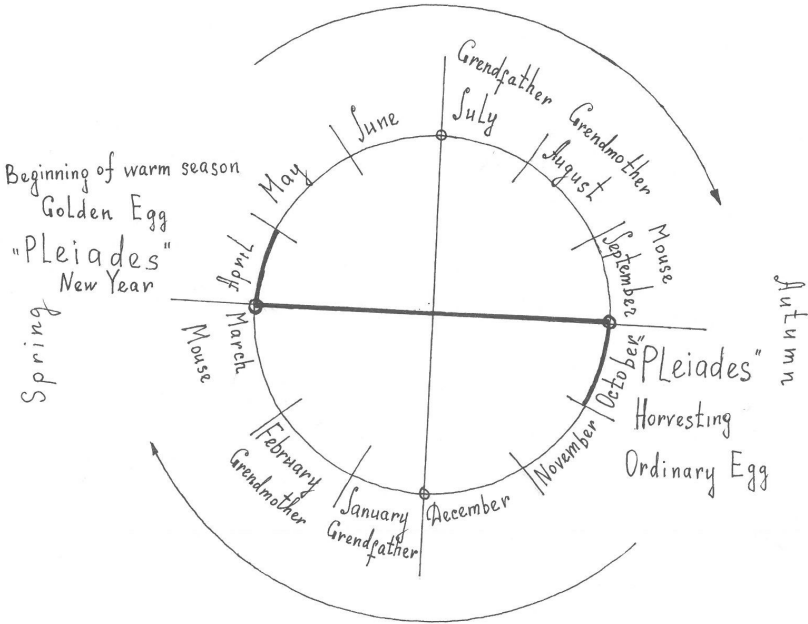 Grendfather
July
Grendmother
August
Mouse
September
Autumn
October
"PLeiades"
Horvesting
Ordinary Egg
November
December
January
Grendfather
February
Grendmother
March
Mouse
Spring
April
Beginning of warm season
Golden Egg
"PLeiades"
New Year
May
June